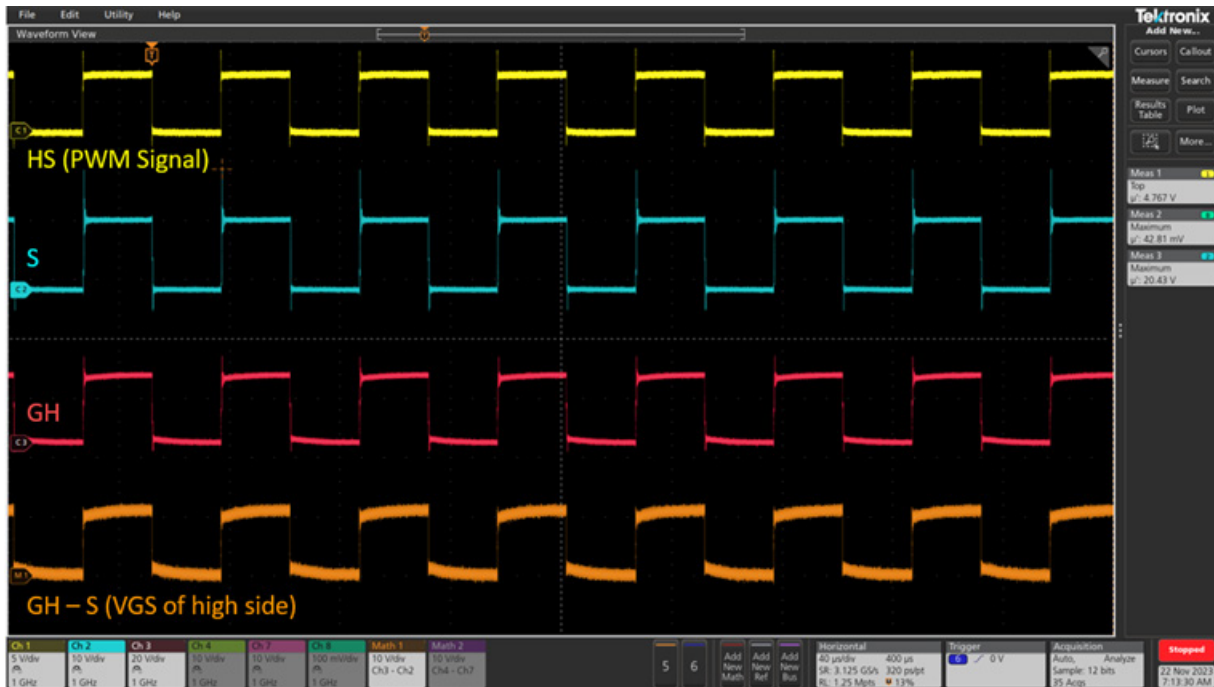 File Edit Utility Help
Tektronix
Waveform View
Add New...
Cursors Callout
Measure Search
Results Table Plot
More...
T
C1
HS (PWM Signal)
Meas 1 1
Top
µ': 4.767 V
Meas 2
Maximum
µ': 42.81 mV
Meas 3 2
Maximum
µ': 20.43 V
S
C2
GH
C3
M1
GH – S (VGS of high side)
Ch 1
5 V/div
1 GHz
Ch 2
10 V/div
1 GHz
Ch 3
20 V/div
1 GHz
Ch 4
10 V/div
1 GHz
Ch 7
10 V/div
1 GHz
Ch 8
100 mV/div
1 GHz
Math 1
10 V/div
Ch3 - Ch2
Math 2
10 V/div
Ch4 - Ch7
5
6
Add New Math
Add New Ref
Add New Bus
Horizontal
40 µs/div 400 µs
SR: 3.125 GS/s 320 ps/pt
RL: 1.25 Mpts 13%
Trigger
6 0 V
Acquisition
Auto, Analyze
Sample: 12 bits
35 Acqs
Stopped
22 Nov 2023
7:13:30 AM